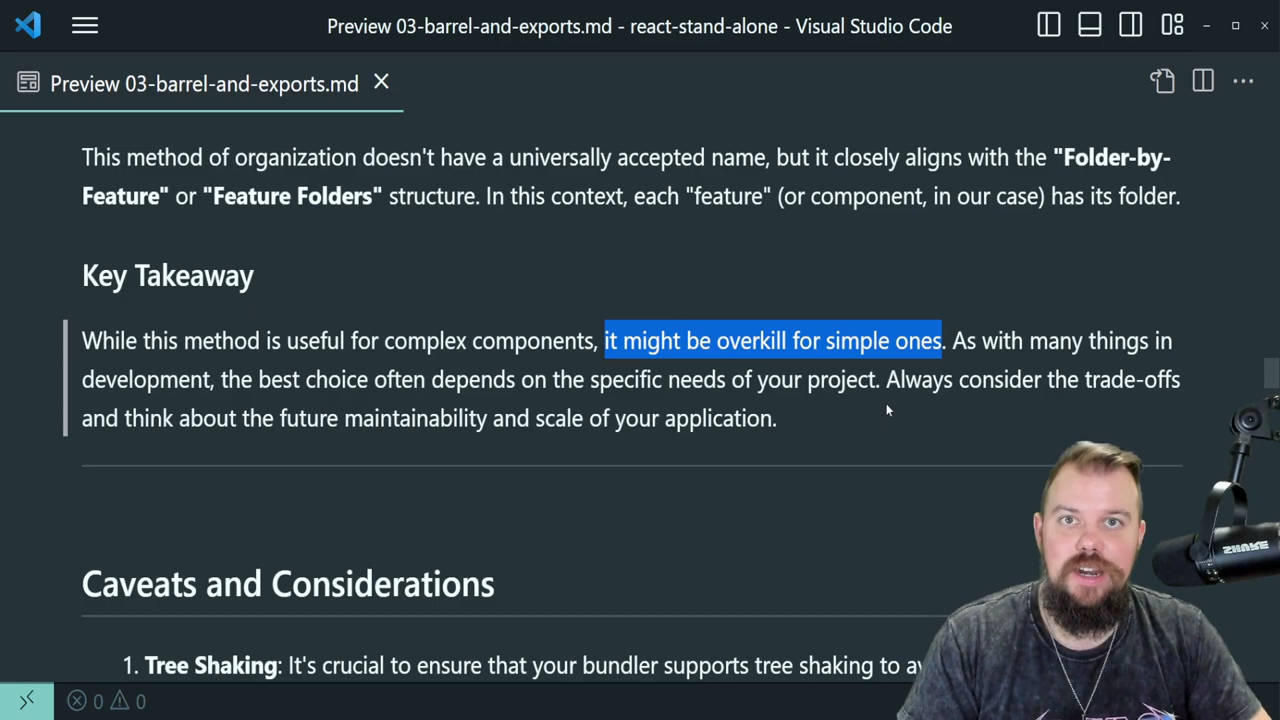 Preview 03-barrel-and-exports.md - react-stand-alone - Visual Studio Code
Preview 03-barrel-and-exports.md
This method of organization doesn't have a universally accepted name, but it closely aligns with the "Folder-by-
Feature" or "Feature Folders" structure. In this context, each "feature" (or component, in our case) has its folder.
Key Takeaway
While this method is useful for complex components, it might be overkill for simple ones. As with many things in
development, the best choice often depends on the specific needs of your project. Always consider the trade-offs
and think about the future maintainability and scale of your application.
Caveats and Considerations
1. Tree Shaking: It's crucial to ensure that your bundler supports tree shaking to
SHURE
0 0